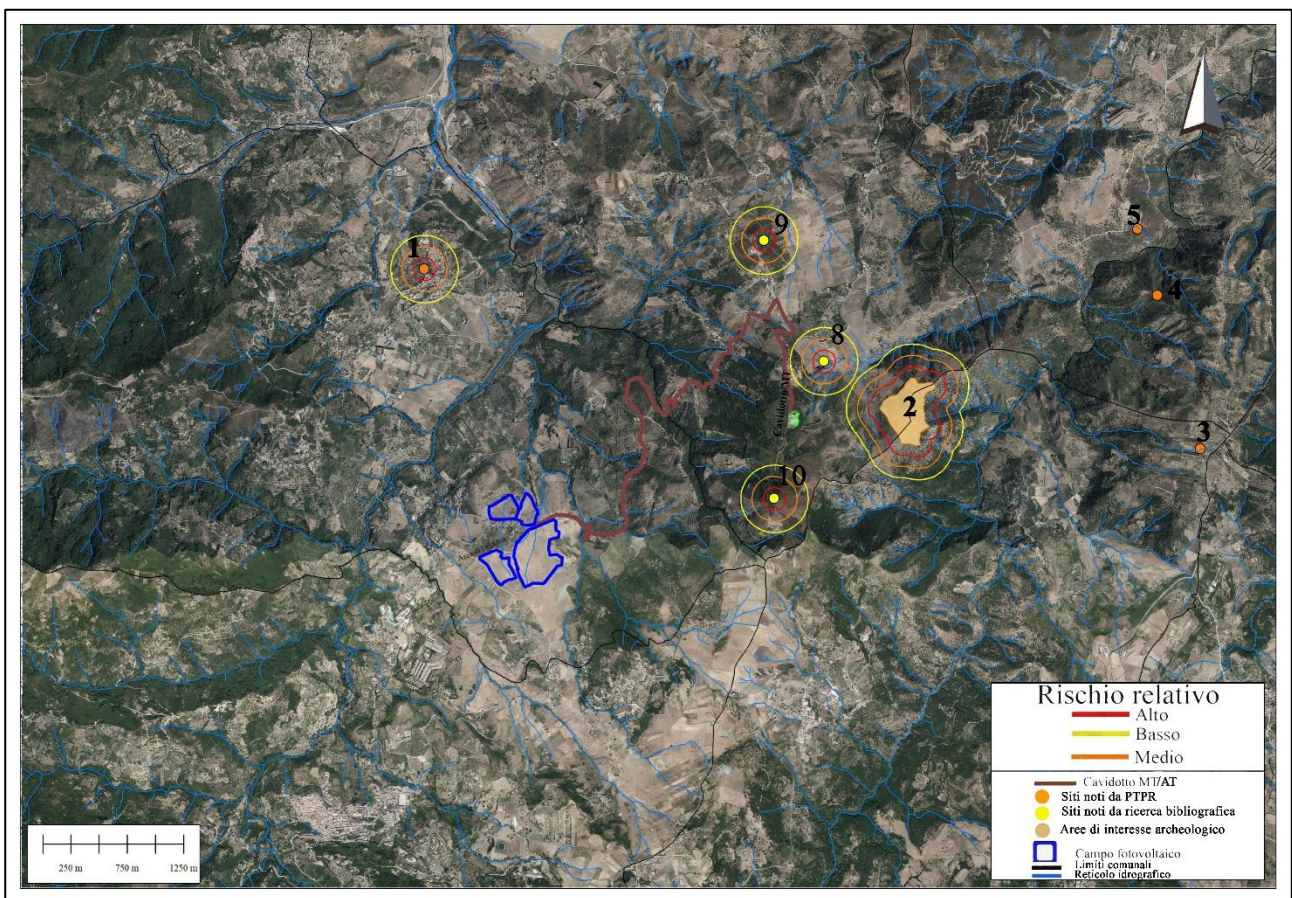 9
5
1
4
8
2
Cavidotto MT
3
10
Rischio relativo
Alto
Basso
Medio
Cavidotto MT/AT
Siti noti da PTPR
Siti noti da ricerca bibliografica
Aree di interesse archeologico
Campo fotovoltaico
Limiti comunali
Reticolo idrografico
250 m 750 m 1250 m